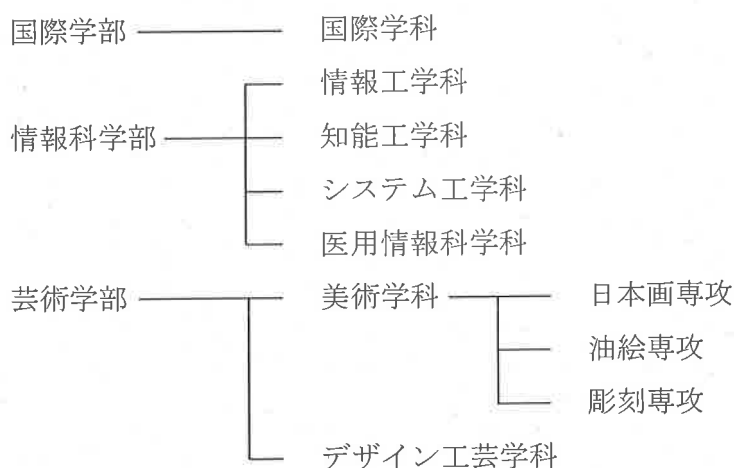 国際学部 国際学科
情報工学科
情報科学部 知能工学科
システム工学科
医用情報科学科
芸術学部 美術学科 日本画専攻
油絵専攻
彫刻専攻
デザイン工芸学科